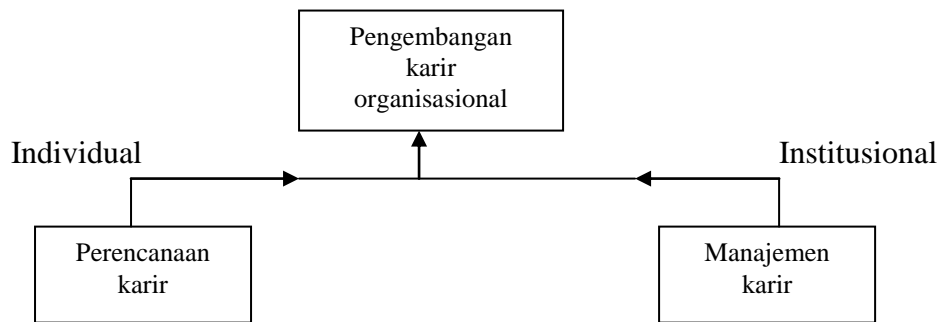 Pengembangan
karir
organisasional
Individual
Institusional
Perencanaan
karir
Manajemen
karir